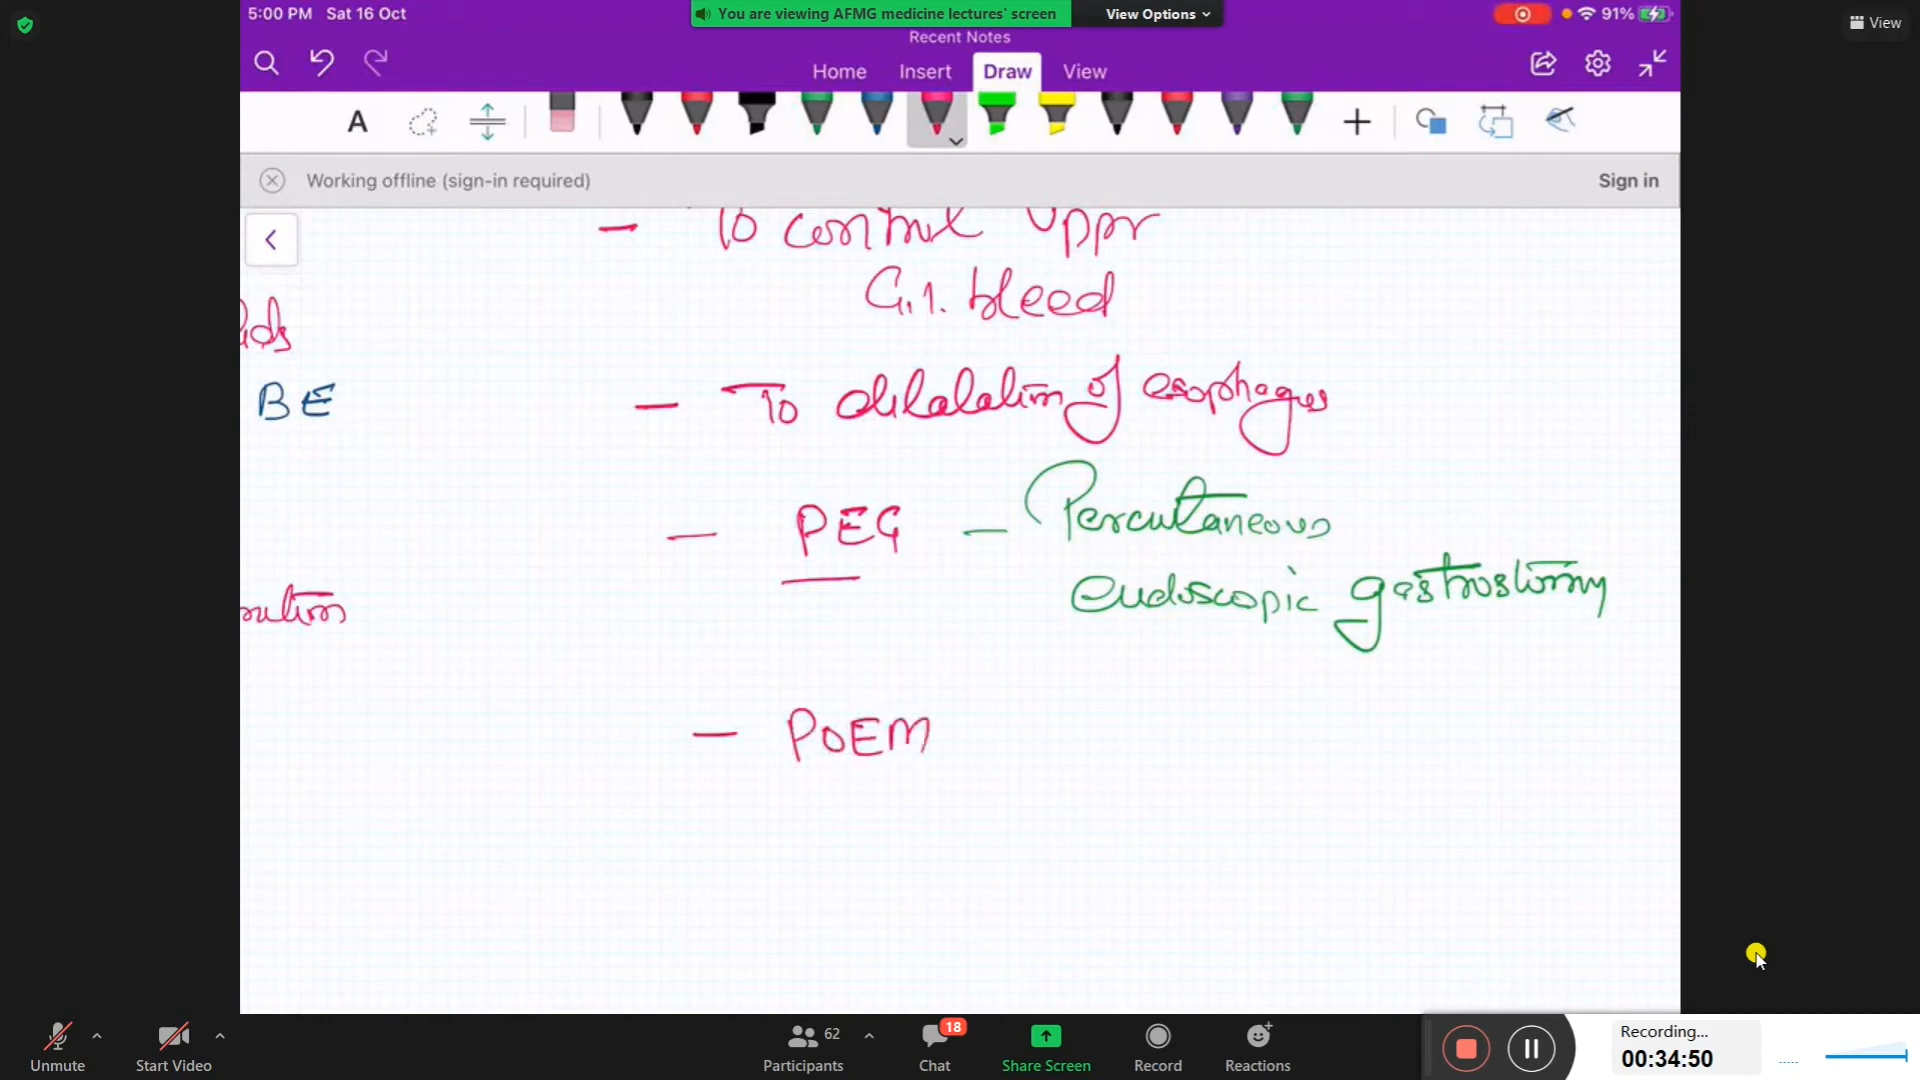 5:00 PM Sat 16 Oct
You are viewing AFMG medicine lectures' screen
View Options
91%
View
Recent Notes
Home Insert Draw View
A
Working offline (sign-in required)
Sign in
- To control Uppr
G.1. bleed
- To dilalation of esophagus
BE
- PEG - Percutaneous
endoscopic gastrostomy
- POEM
Unmute
Start Video
62
Participants
18
Chat
Share Screen
Record
Reactions
Recording...
00:34:50